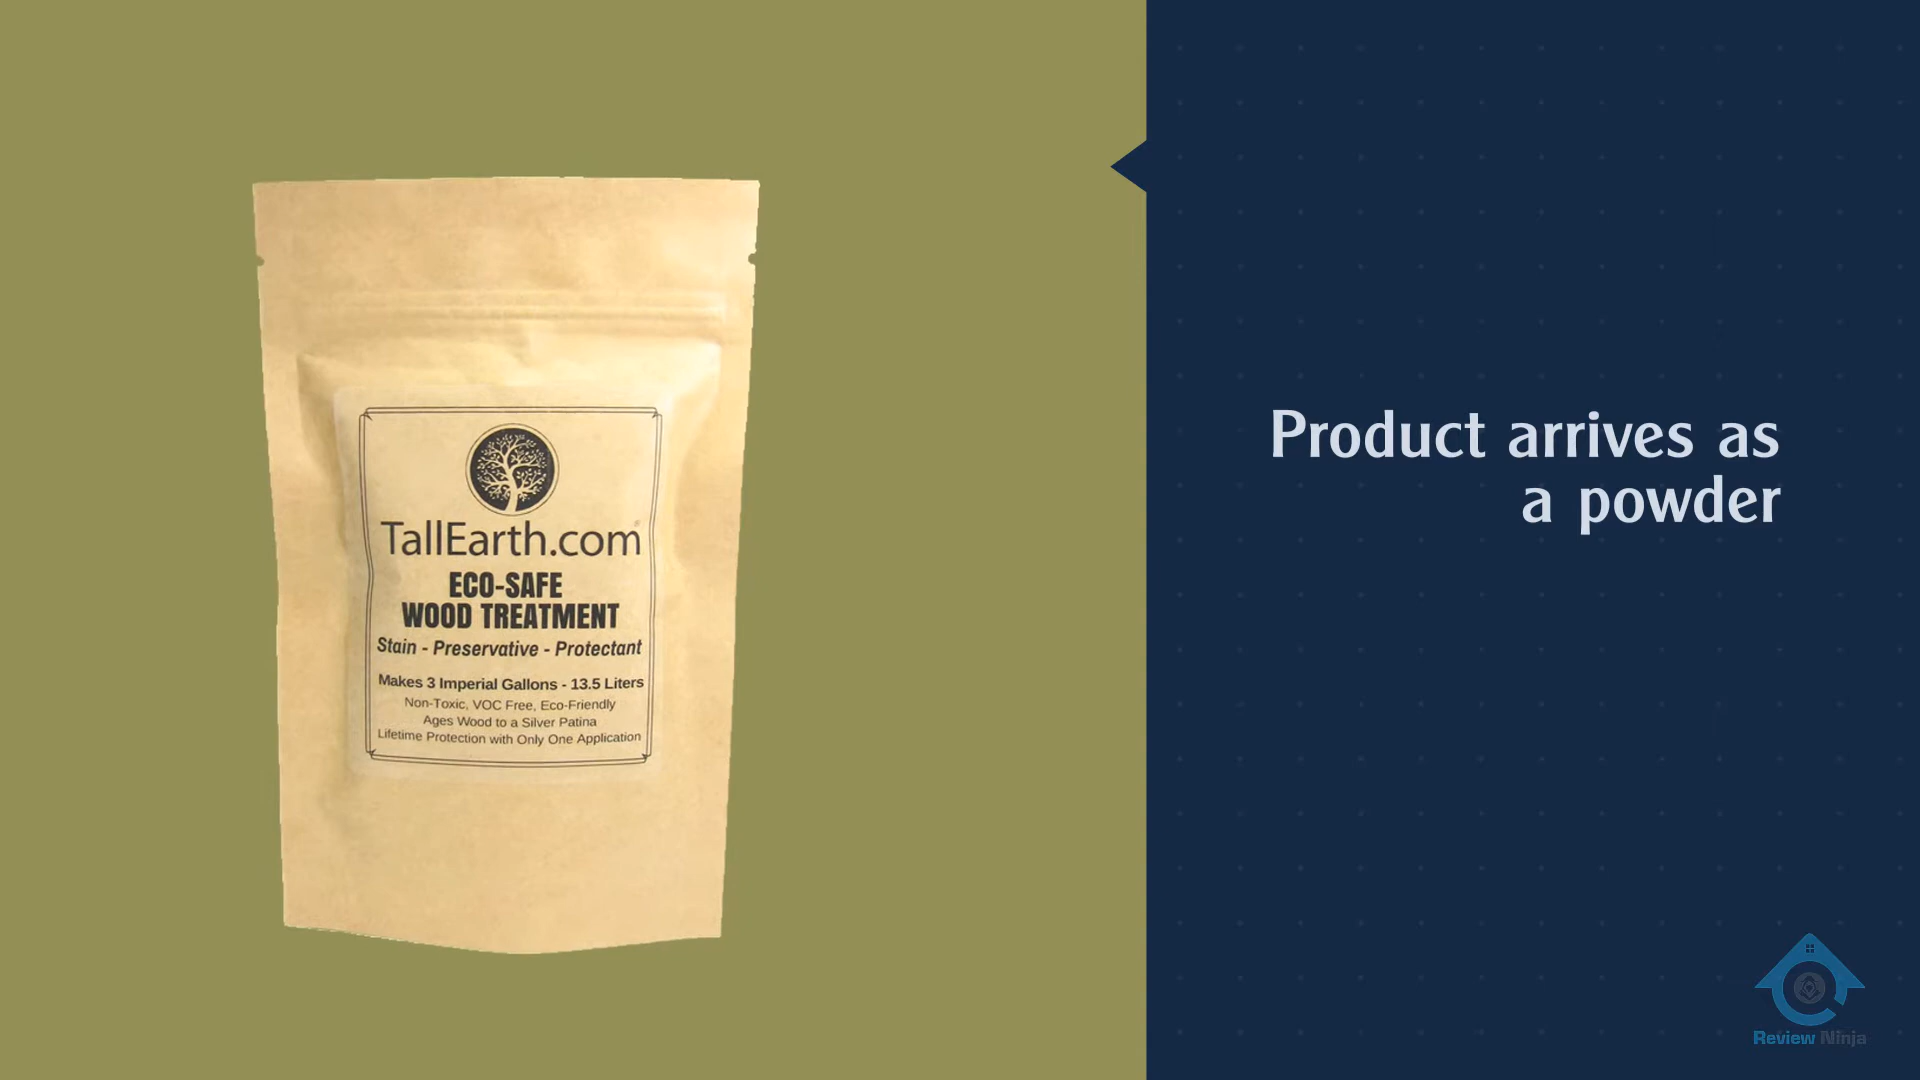 TallEarth.com
ECO-SAFE
WOOD TREATMENT
Stain - Preservative - Protectant
Makes 3 Imperial Gallons - 13.5 Liters
Non-Toxic, VOC Free, Eco-Friendly
Ages Wood to a Silver Patina
Lifetime Protection with Only One Application
Product arrives as
a powder
Review Ninja